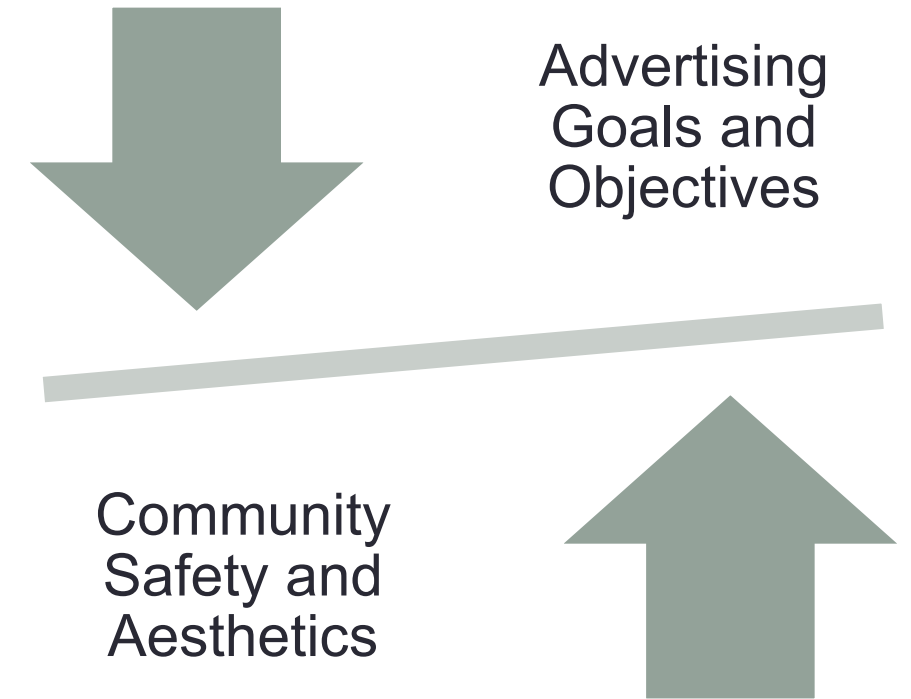 Advertising
Goals and
Objectives
Community
Safety and
Aesthetics